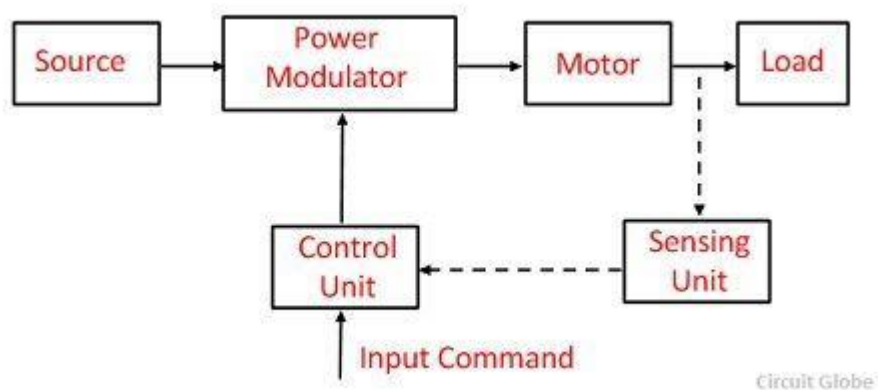 Source
Power
Modulator
Motor
Load
Control
Unit
Sensing
Unit
Input Command
Circuit Globe